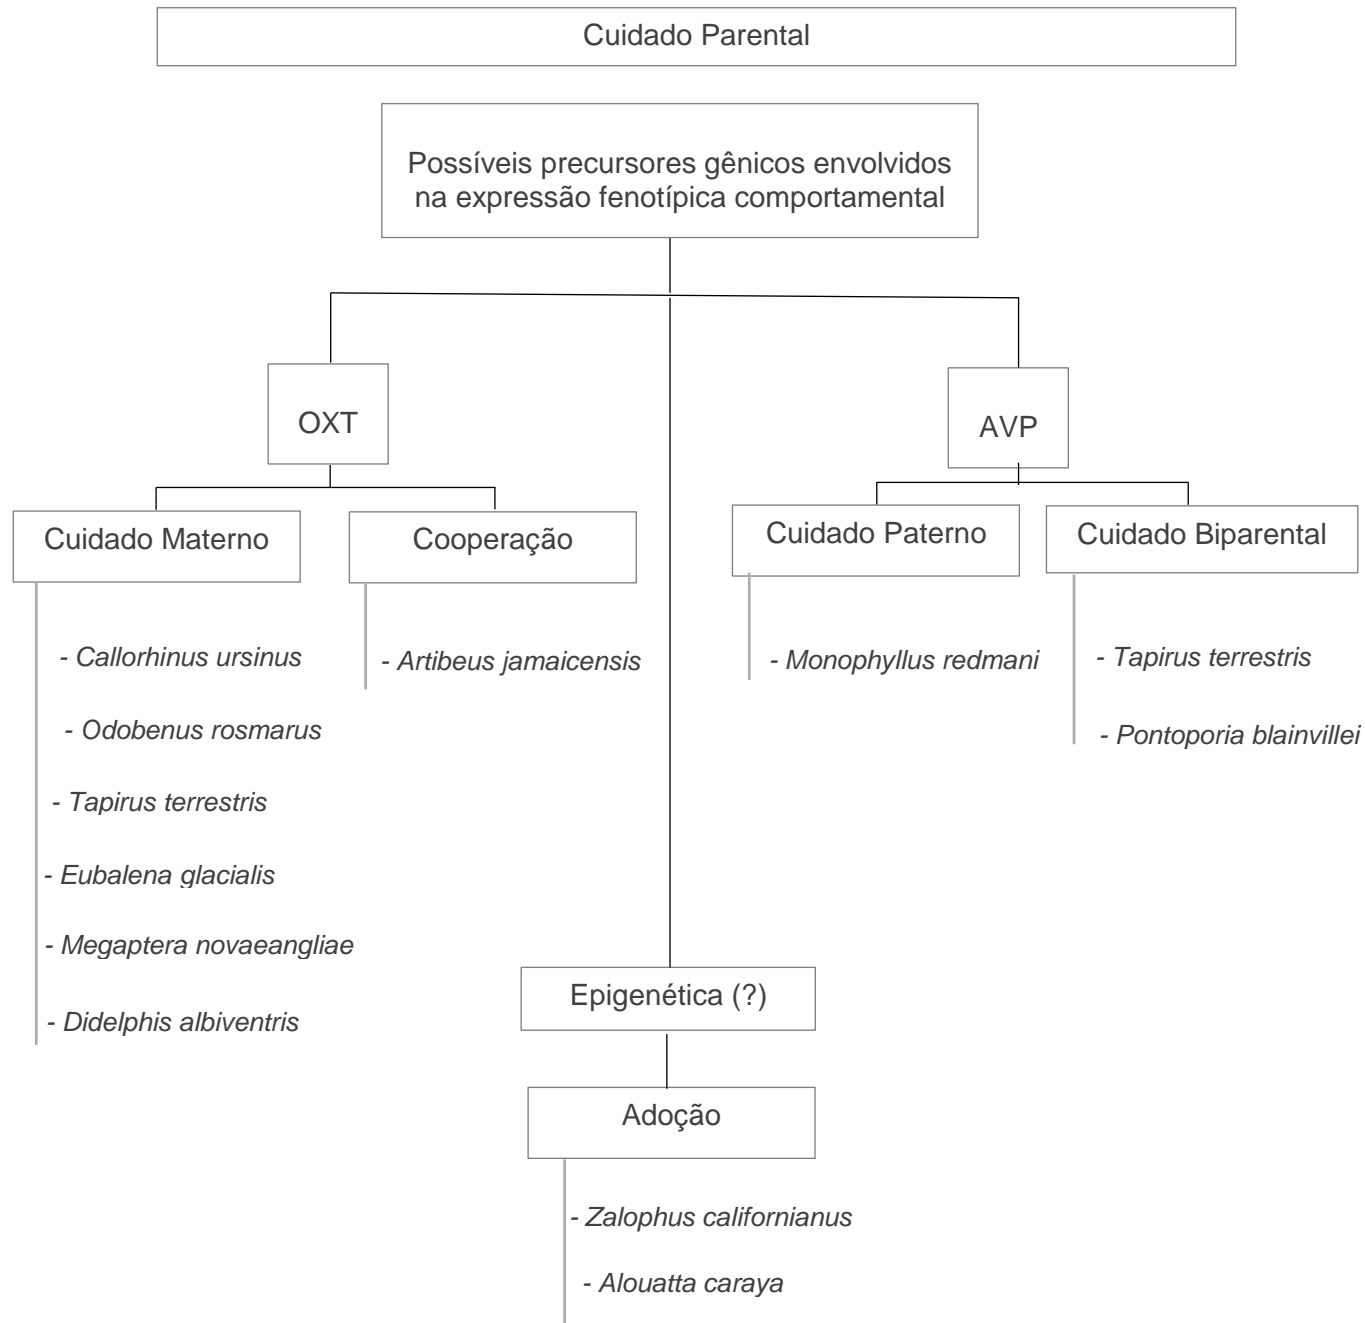 Cuidado Parental
Possíveis precursores gênicos envolvidos
na expressão fenotípica comportamental
OXT
AVP
Cuidado Materno
Cooperação
Cuidado Paterno
Cuidado Biparental
- Callorhinus ursinus
- Odobenus rosmarus
- Tapirus terrestris
- Eubalena glacialis
- Megaptera novaeangliae
- Didelphis albiventris
- Artibeus jamaicensis
- Monophyllus redmani
- Tapirus terrestris
- Pontoporia blainvillei
Epigenética (?)
Adoção
- Zalophus californianus
- Alouatta caraya